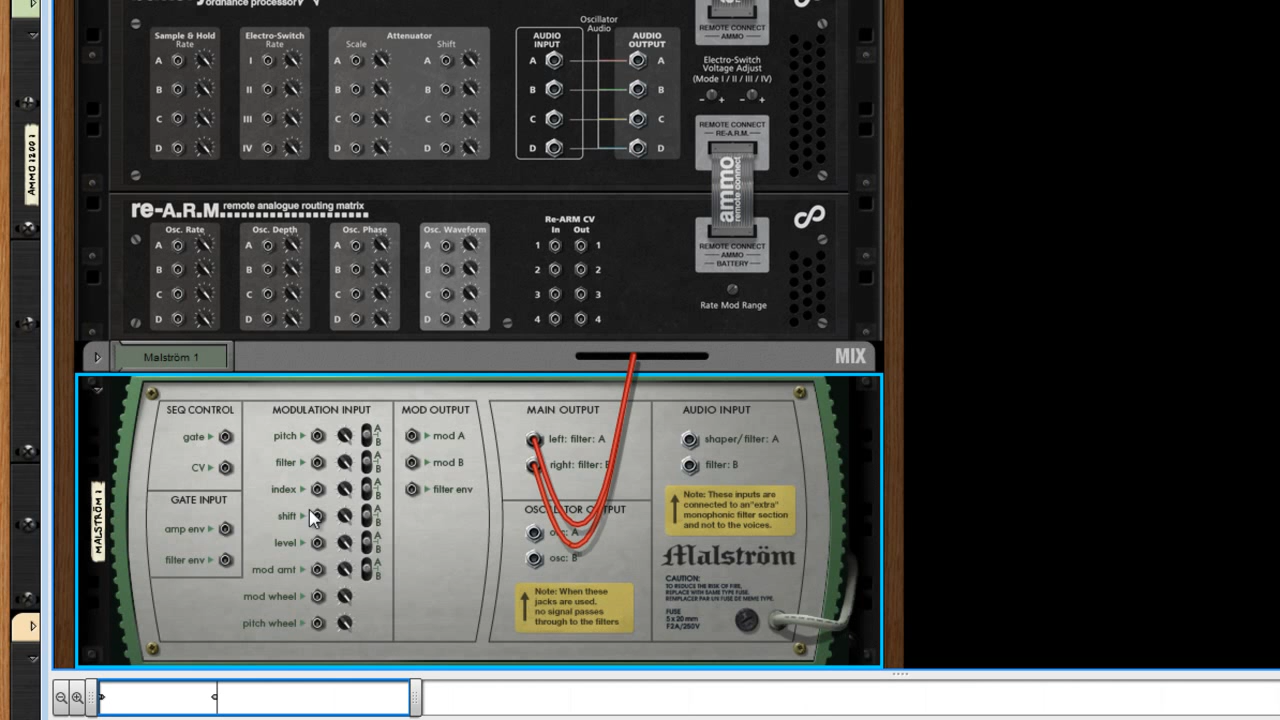 ordnance processor
Sample & Hold
Rate
A
B
C
D
Electro-Switch
Rate
I
II
III
IV
Attenuator
Scale Shift
A A
B B
C C
D D
Oscillator
Audio
AUDIO
INPUT
AUDIO
OUTPUT
A A
B B
C C
D D
REMOTE CONNECT
AMMO
Electro-Switch
Voltage Adjust
(Mode I / II / III / IV)
- + - +
REMOTE CONNECT
RE-A.R.M.
ammo
remote connect
AMMO 1200 1
re-A.R.M. remote analogue routing matrix
Osc. Rate
A
B
C
D
Osc. Depth
A
B
C
D
Osc. Phase
A
B
C
D
Osc. Waveform
A
B
C
D
Re-ARM CV
In Out
1 1
2 2
3 3
4 4
REMOTE CONNECT
AMMO
BATTERY
Rate Mod Range
Malström 1
MIX
MALSTRÖM 1
SEQ CONTROL
gate
CV
GATE INPUT
amp env
filter env
MODULATION INPUT
pitch A B
filter A B
index A B
shift A B
level A B
mod amt A B
mod wheel
pitch wheel
MOD OUTPUT
mod A
mod B
filter env
MAIN OUTPUT
left: filter: A
right: filter: B
OSCILLATOR OUTPUT
osc: A
osc: B
Note: When these
jacks are used,
no signal passes
through to the filters
AUDIO INPUT
shaper/filter: A
filter: B
Note: These inputs are
connected to an"extra"
monophonic filter section
and not to the voices.
Malström
CAUTION:
TO REDUCE THE RISK OF FIRE,
REPLACE WITH SAME TYPE FUSE.
REMPLACER PAR UN FUSE DE MEME TYPE.
FUSE
5 x 20 mm
F2A/250V